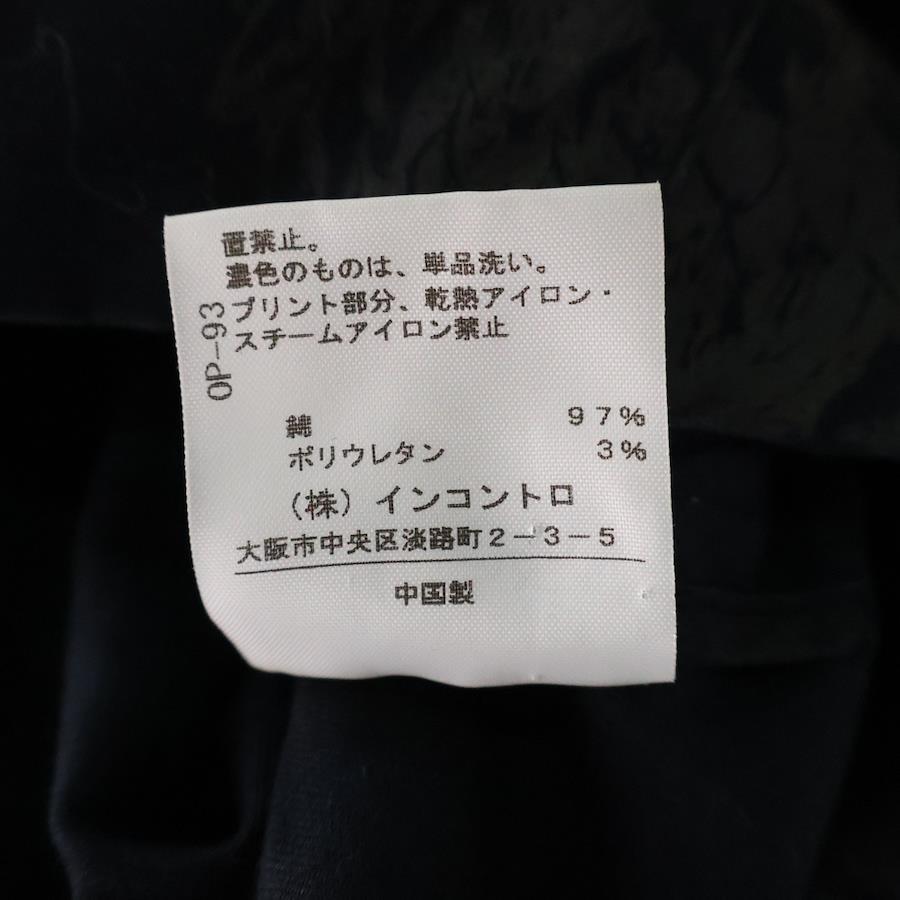 置禁止。
濃色のものは、単品洗い。
プリント部分、乾熱アイロン・
スチームアイロン禁止
OP-93
綿 97%
ポリウレタン 3%
(株)インコントロ
大阪市中央区淡路町2-3-5
中国製